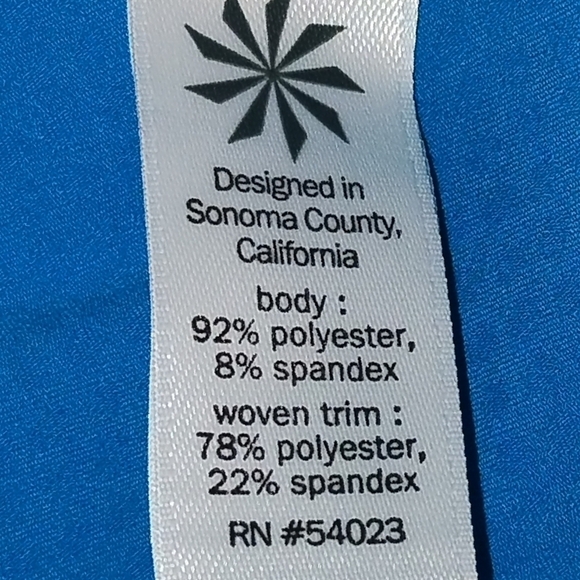 Designed in
Sonoma County,
California
body :
92% polyester,
8% spandex
woven trim :
78% polyester,
22% spandex
RN #54023